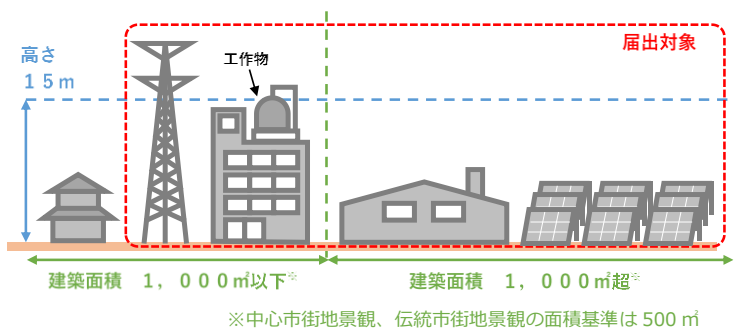 届出対象
高さ
１５ｍ
工作物
建築面積　１，０００㎡以下※
建築面積　１，０００㎡超※
※中心市街地景観、伝統市街地景観の面積基準は 500 ㎡